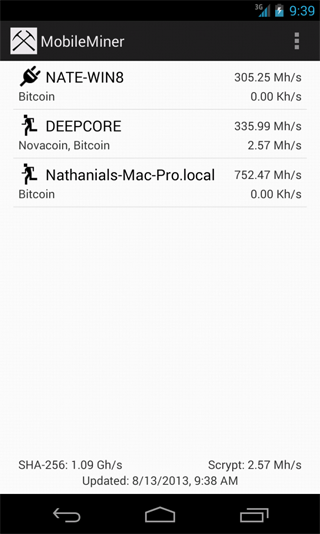 3G 9:39
MobileMiner
NATE-WIN8 305.25 Mh/s
Bitcoin 0.00 Kh/s
DEEPCORE 335.99 Mh/s
Novacoin, Bitcoin 2.57 Mh/s
Nathanials-Mac-Pro.local 752.47 Mh/s
Bitcoin 0.00 Kh/s
SHA-256: 1.09 Gh/s Scrypt: 2.57 Mh/s
Updated: 8/13/2013, 9:38 AM